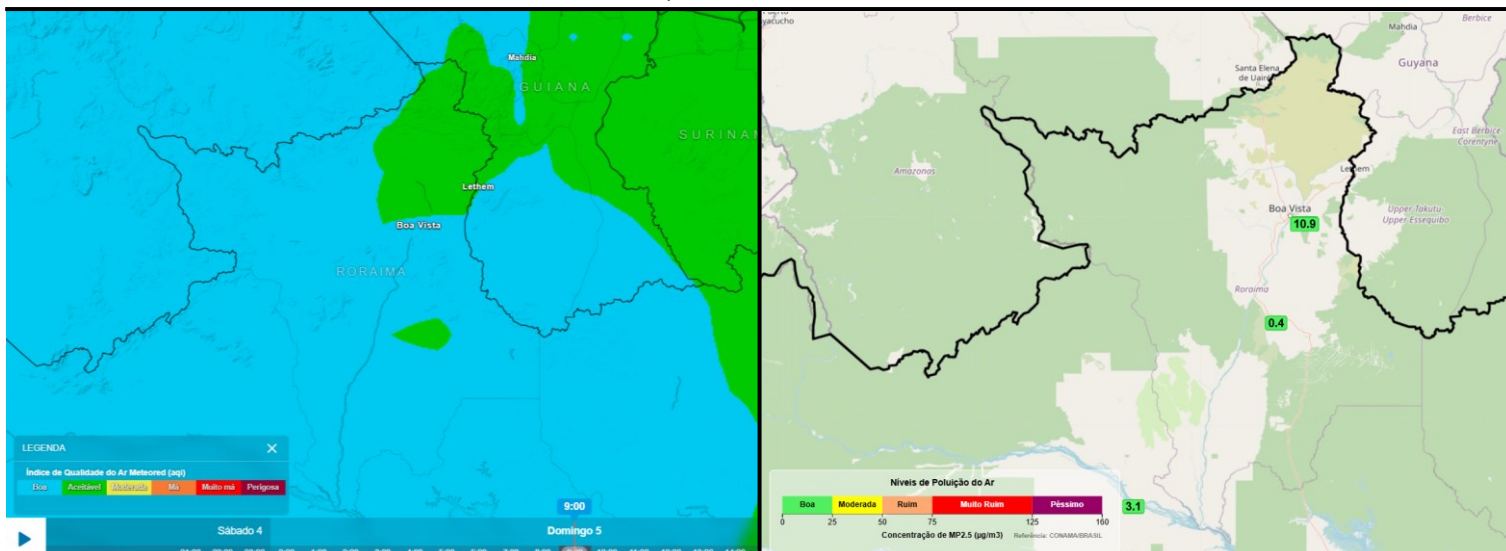 Mahdia
GUIANA
SURINAM
Lethem
Boa Vista
RORAIMA
LEGENDA
Índice de Qualidade do Ar Meteored (aqi)
Boa Aceitável Moderada Má Muito má Perigosa
9:00
Sábado 4 Domingo 5
Berbice
Mahdia
Guyana
Santa Elena
de Uairé
East Berbice
Corentyne
Amazonas
Lethem
Boa Vista
Upper Takutu
Upper Essequibo
10.9
Roraima
0.4
Níveis de Poluição do Ar
Boa Moderada Ruim Muito Ruim Péssimo
0 25 50 75 125 160
Concentração de MP2.5 (µg/m3) Referência: CONAMA/BRASIL
3.1